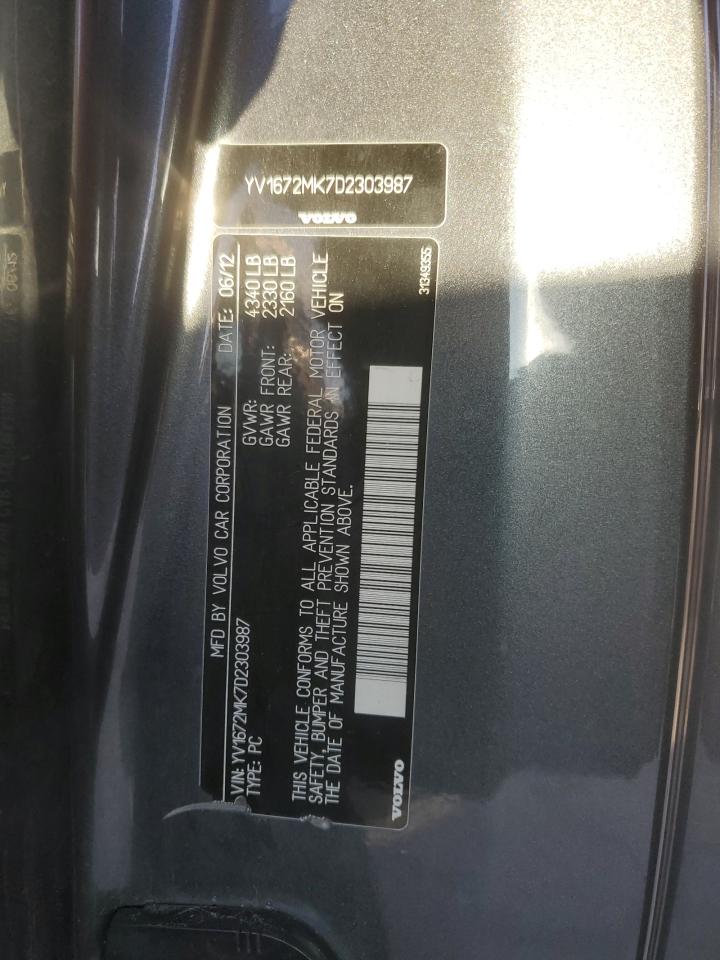 YV1672MK7D2303987
VOLVO
MFD BY VOLVO CAR CORPORATION DATE: 06/12
VIN: YV1672MK7D2303987 GVWR: 4340 LB
TYPE: PC GAWR FRONT: 2330 LB
GAWR REAR: 2160 LB
THIS VEHICLE CONFORMS TO ALL APPLICABLE FEDERAL MOTOR VEHICLE
SAFETY, BUMPER AND THEFT PREVENTION STANDARDS IN EFFECT ON
THE DATE OF MANUFACTURE SHOWN ABOVE.
VOLVO
31349355